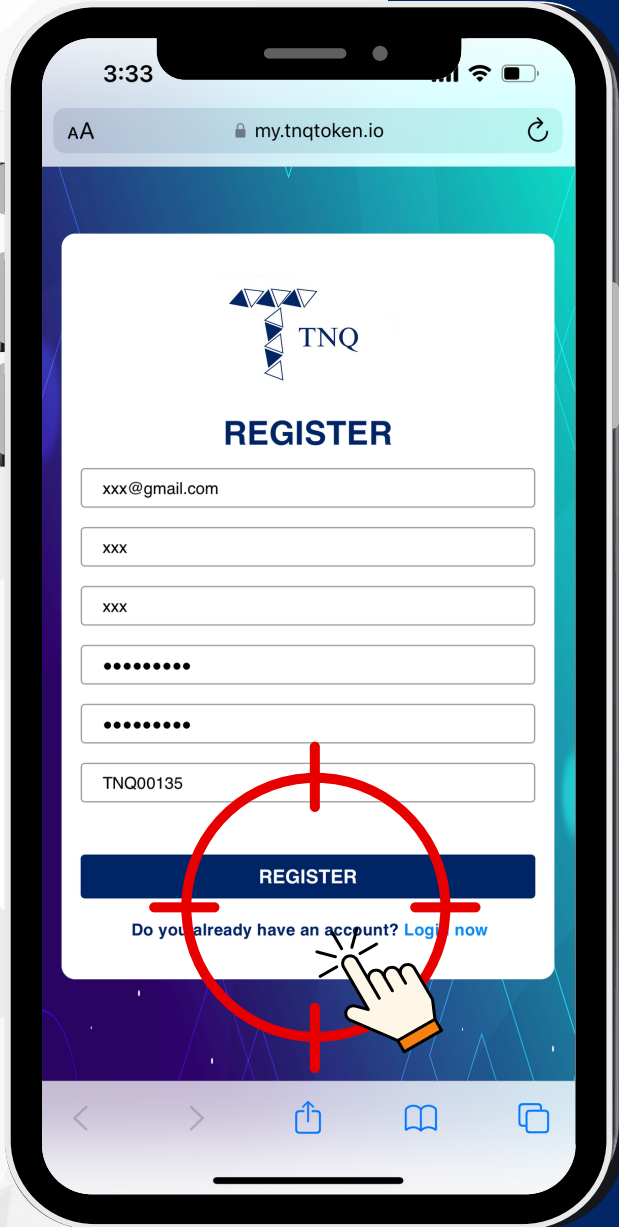 3:33
AA my.tnqtoken.io
TNQ
REGISTER
xxx@gmail.com
xxx
xxx
•••••••••
•••••••••
TNQ00135
REGISTER
Do you already have an account? Login now